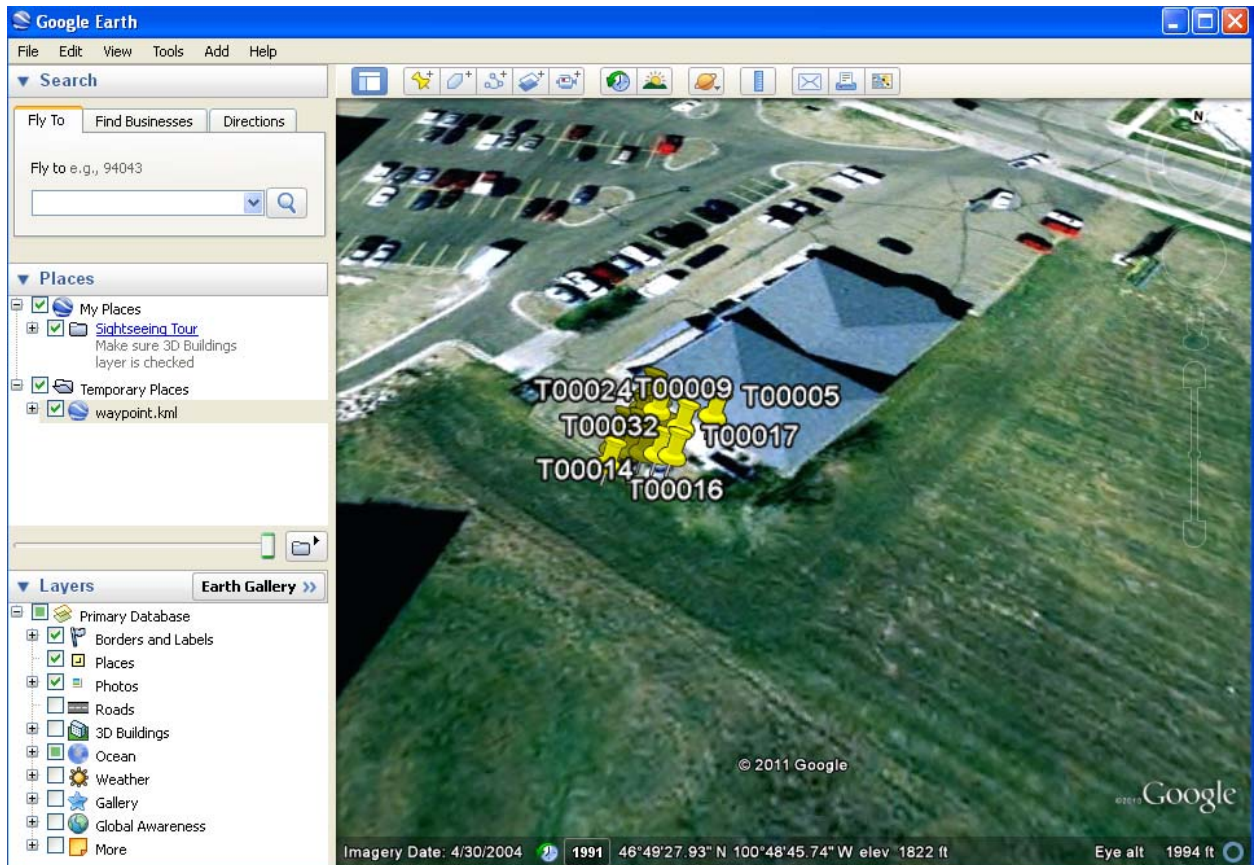 Google Earth
File Edit View Tools Add Help
Search
Fly To Find Businesses Directions
Fly to e.g., 94043
Places
My Places
Sightseeing Tour
Make sure 3D Buildings
layer is checked
Temporary Places
waypoint.kml
Layers Earth Gallery >>
Primary Database
Borders and Labels
Places
Photos
Roads
3D Buildings
Ocean
Weather
Gallery
Global Awareness
More
N
T00024 T00009 T00005
T00032 T00017
T00014 T00016
© 2011 Google
©2010 Google
Imagery Date: 4/30/2004 1991 46°49'27.93" N 100°48'45.74" W elev 1822 ft Eye alt 1994 ft